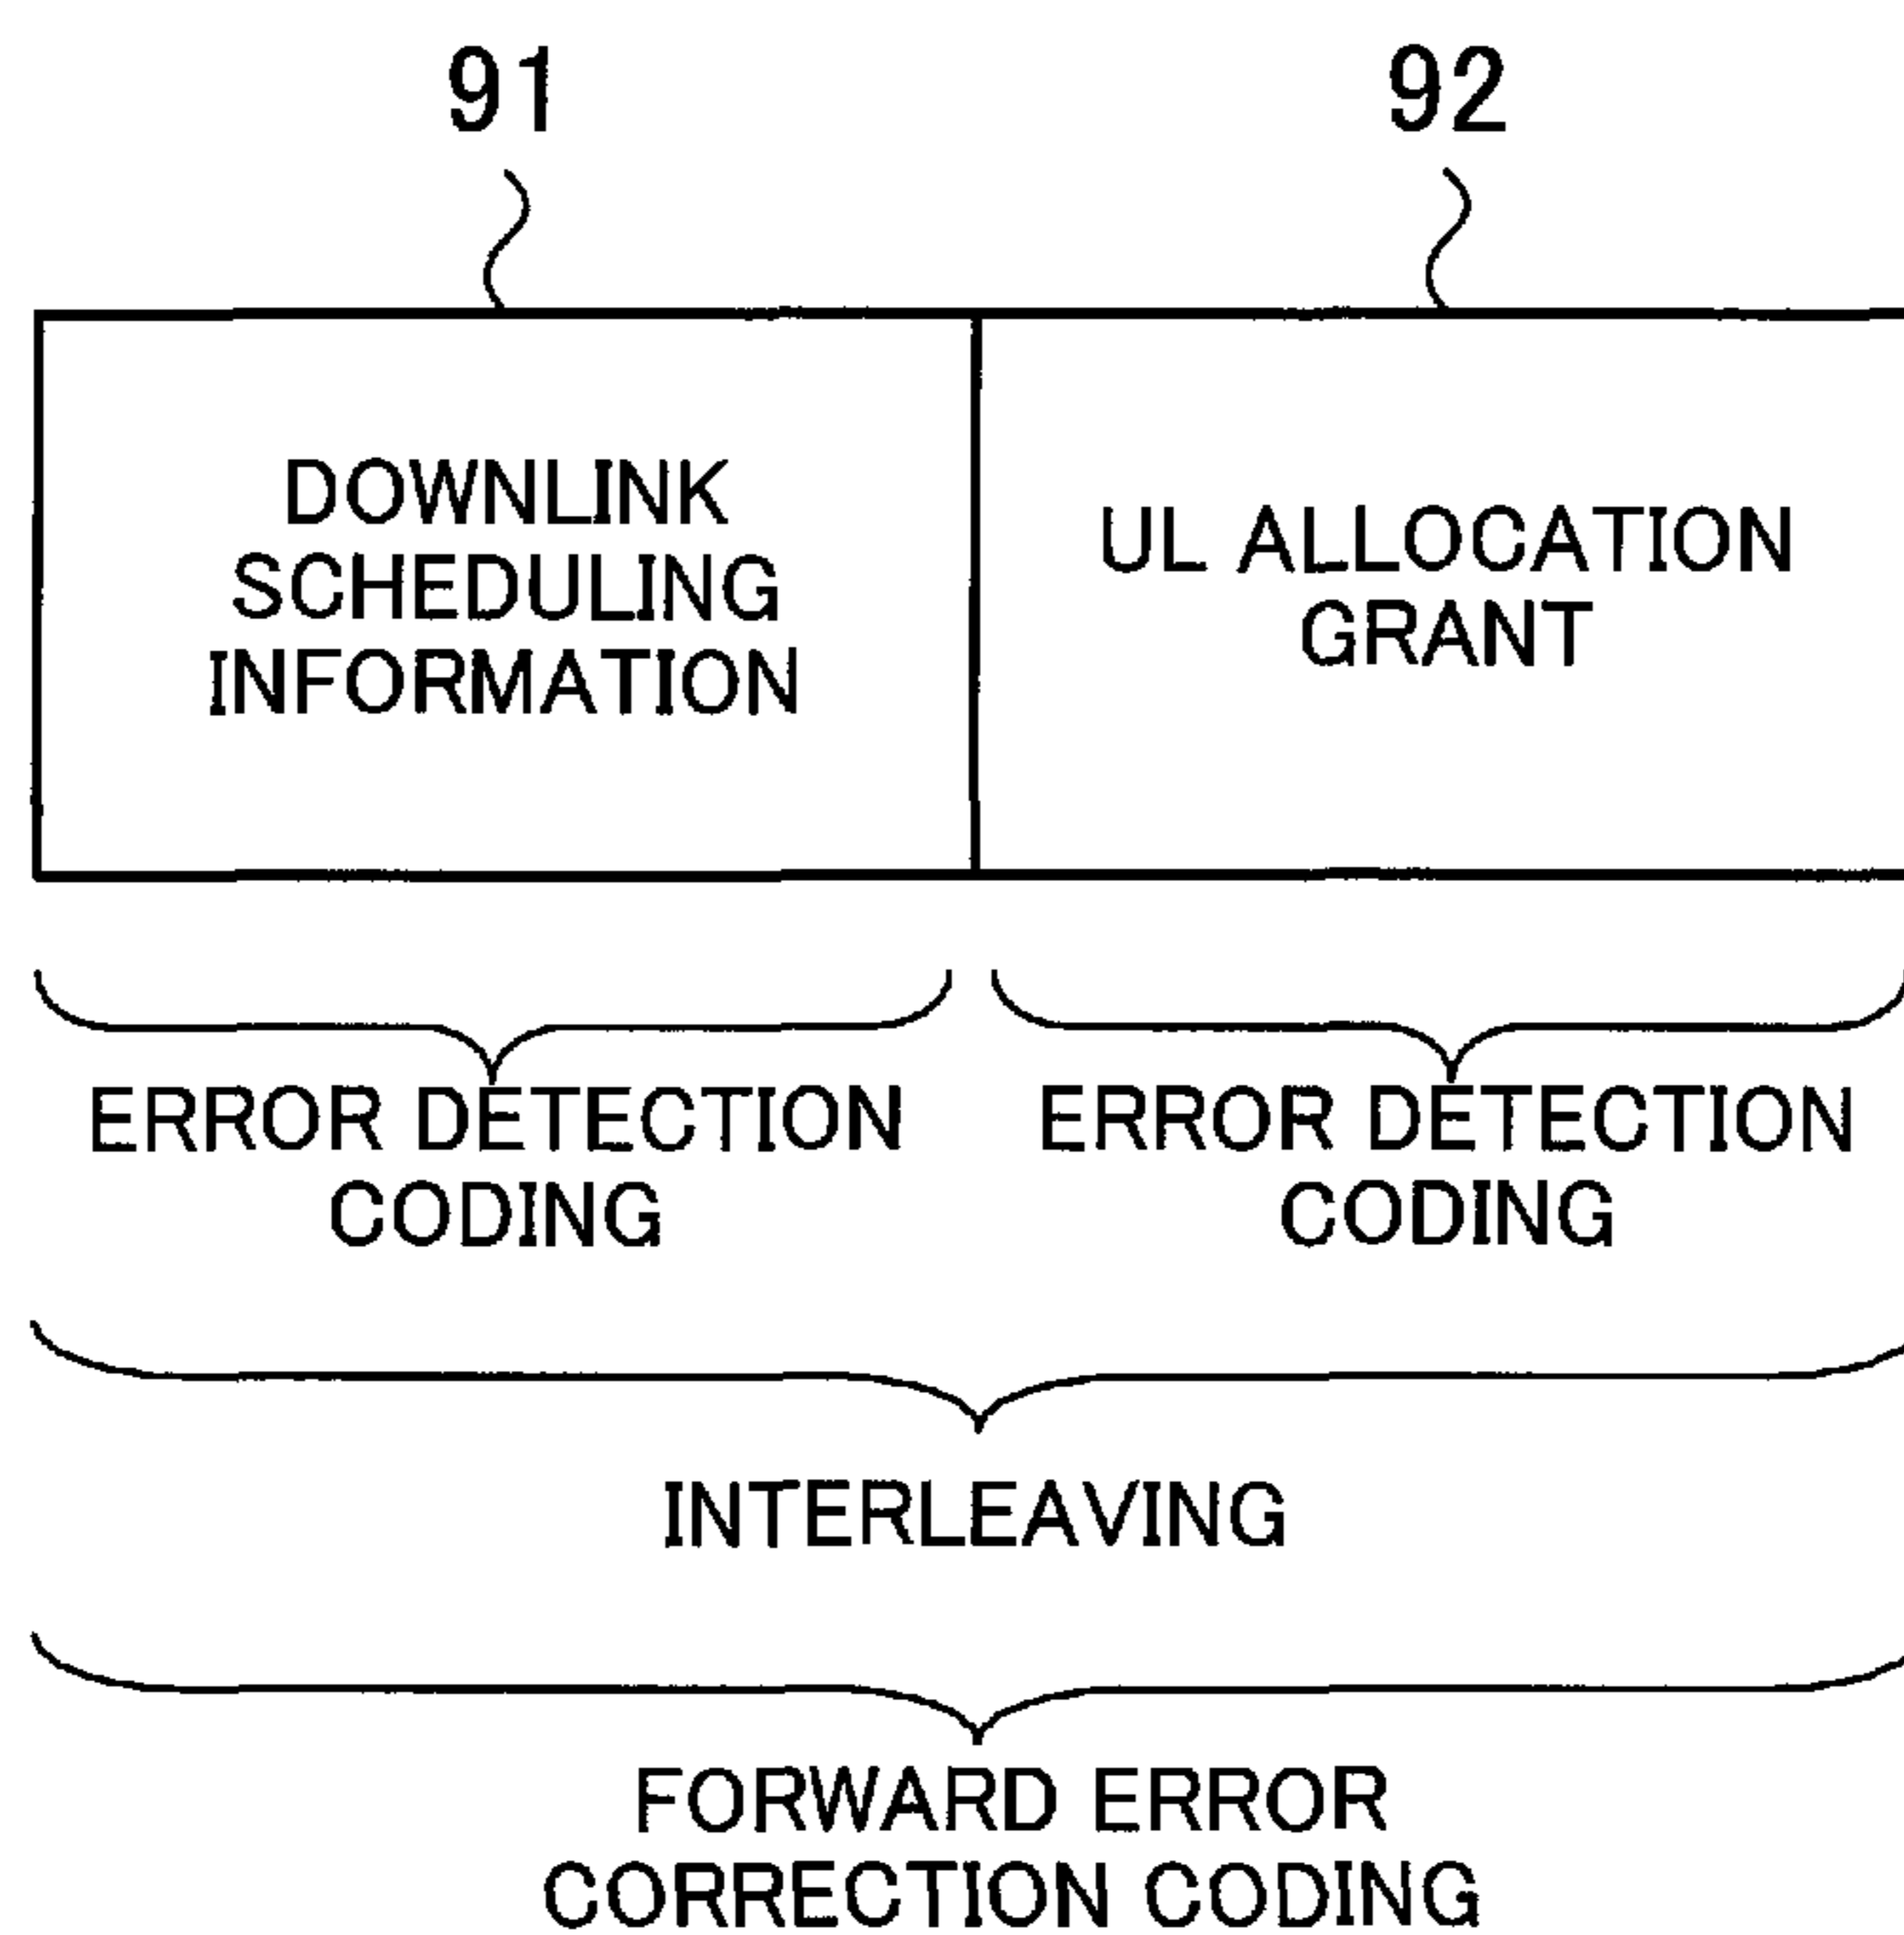 91
92
DOWNLINK
SCHEDULING
INFORMATION
UL ALLOCATION
GRANT
ERROR DETECTION
CODING
ERROR DETECTION
CODING
INTERLEAVING
FORWARD ERROR
CORRECTION CODING